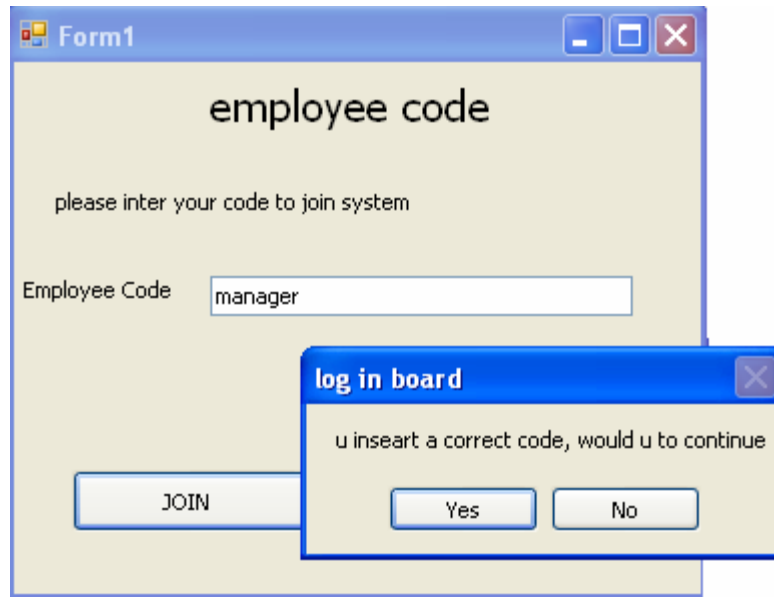 Form1
employee code
please inter your code to join system
Employee Code manager
log in board
u inseart a correct code, would u to continue
JOIN
Yes No